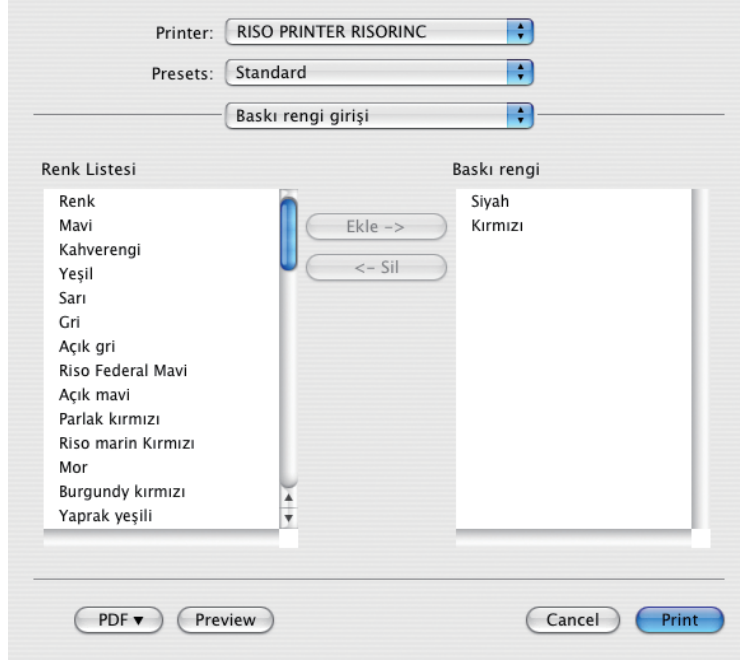 Printer: RISO PRINTER RISORINC
Presets: Standard
Baskı rengi girişi
Renk Listesi
Baskı rengi
Renk
Mavi
Kahverengi
Yeşil
Sarı
Gri
Açık gri
Riso Federal Mavi
Açık mavi
Parlak kırmızı
Riso marin Kırmızı
Mor
Burgundy kırmızı
Yaprak yeşili
Ekle ->
<- Sil
Siyah
Kırmızı
PDF ▼ Preview Cancel Print